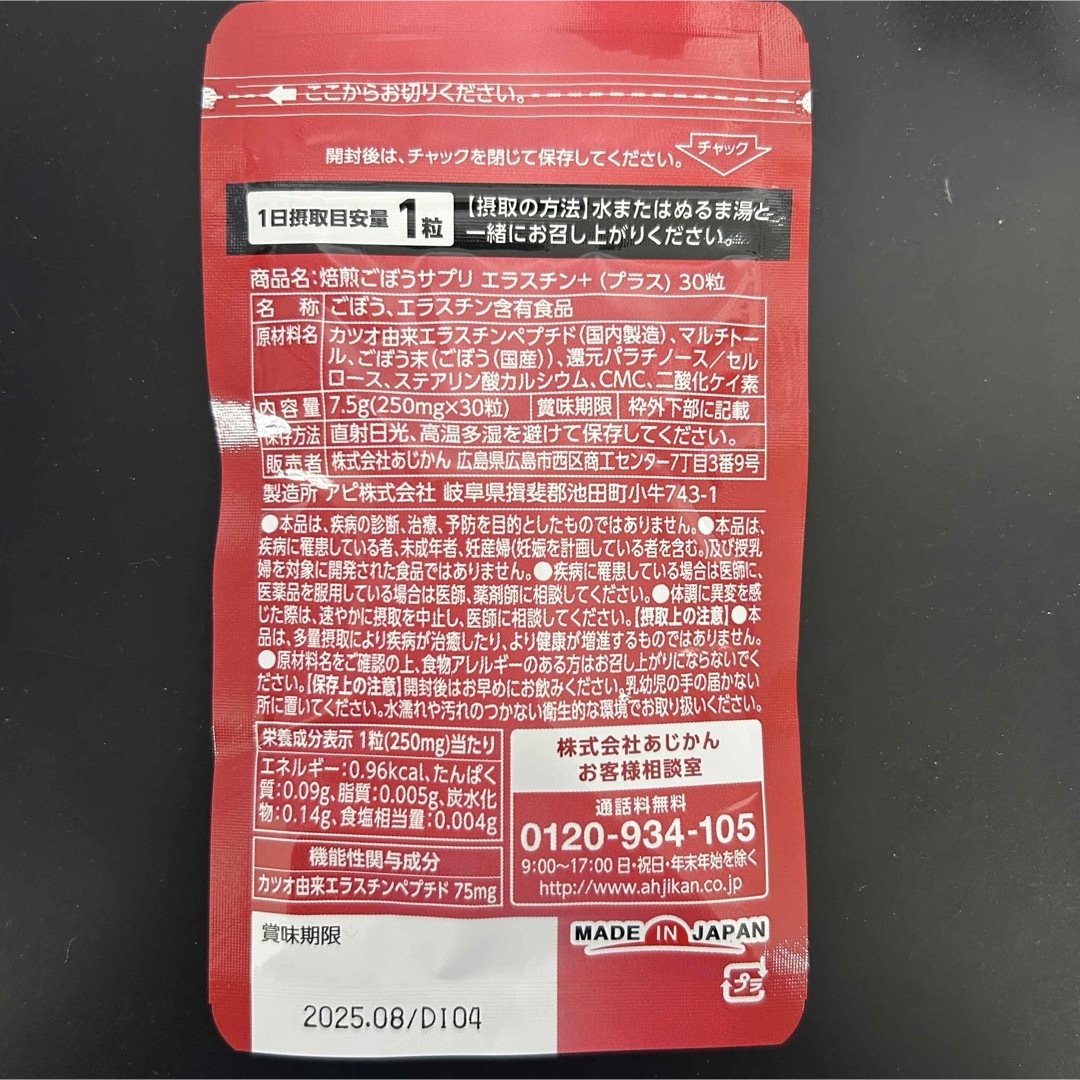 ここからお切りください。
開封後は、チャックを閉じて保存してください。
チャック
1日摂取目安量 1粒
【摂取の方法】水またはぬるま湯と
一緒にお召し上がりください。
商品名:焙煎ごぼうサプリ エラスチン+(プラス) 30粒
名称 ごぼう、エラスチン含有食品
原材料名 カツオ由来エラスチンペプチド(国内製造)、マルチトー
ル、ごぼう末(ごぼう(国産))、還元パラチノース/セル
ロース、ステアリン酸カルシウム、CMC、二酸化ケイ素
内容量 7.5g(250mg×30粒) 賞味期限 枠外下部に記載
保存方法 直射日光、高温多湿を避けて保存してください。
販売者 株式会社あじかん 広島県広島市西区商工センター7丁目3番9号
製造所 アピ株式会社 岐阜県揖斐郡池田町小牛743-1
●本品は、疾病の診断、治療、予防を目的としたものではありません。●本品は、
疾病に罹患している者、未成年者、妊産婦(妊娠を計画している者を含む。)及び授乳
婦を対象に開発された食品ではありません。●疾病に罹患している場合は医師に、
医薬品を服用している場合は医師、薬剤師に相談してください。●体調に異変を感
じた際は、速やかに摂取を中止し、医師に相談してください。【摂取上の注意】●本
品は、多量摂取により疾病が治癒したり、より健康が増進するものではありません。
●原材料名をご確認の上、食物アレルギーのある方はお召し上がりにならないでく
ださい。【保存上の注意】開封後はお早めにお飲みください。乳幼児の手の届かない
所に置いてください。水濡れや汚れのつかない衛生的な環境でお取り扱いください。
栄養成分表示 1粒(250mg)当たり
エネルギー:0.96kcal、たんぱく
質:0.09g、脂質:0.005g、炭水化
物:0.14g、食塩相当量:0.004g
機能性関与成分
カツオ由来エラスチンペプチド 75mg
株式会社あじかん
お客様相談室
通話料無料
0120-934-105
9:00〜17:00 日・祝日・年末年始を除く
http://www.ahjikan.co.jp
賞味期限
2025.08/DI04
MADE IN JAPAN
プラ